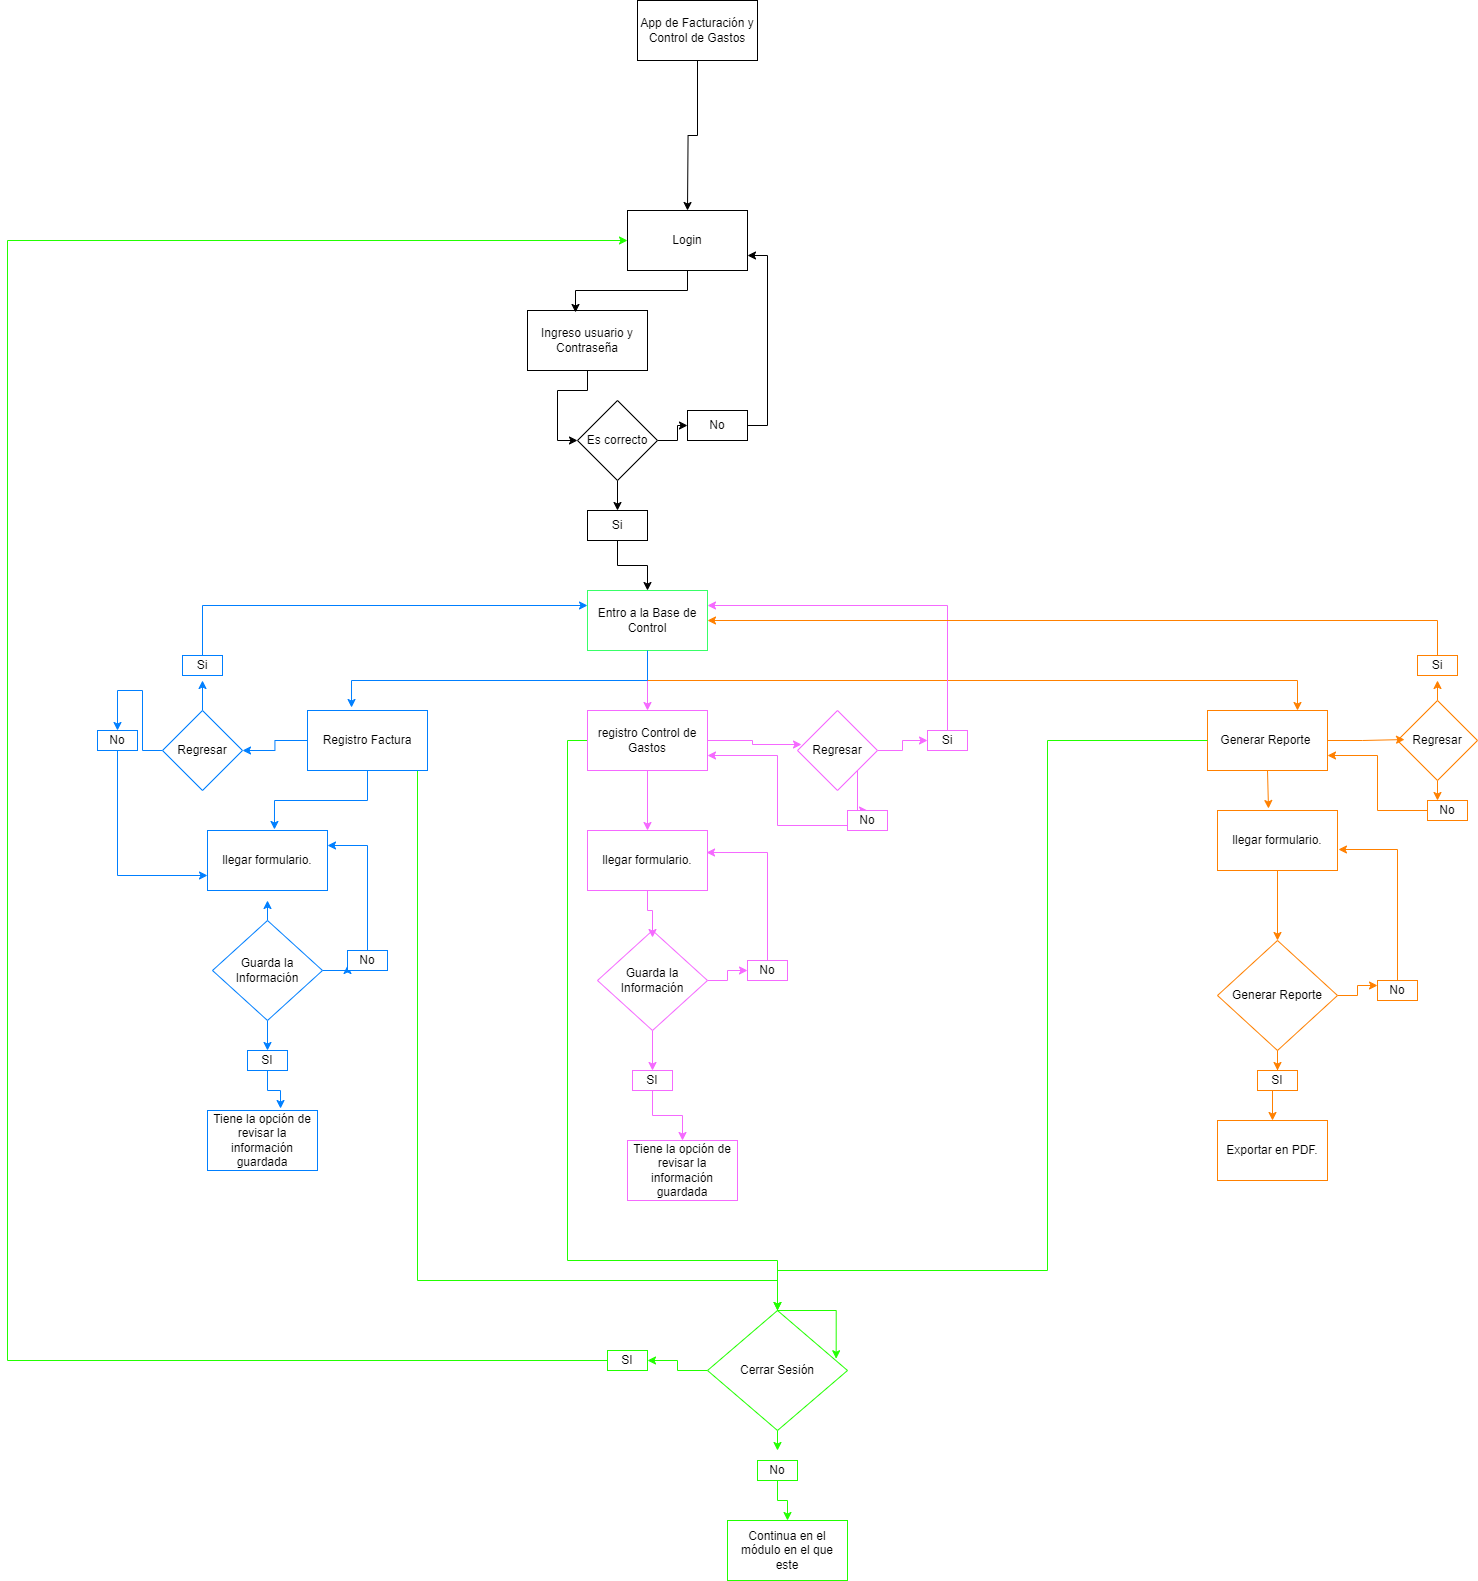 App de Facturación y
Control de Gastos
Login
Ingreso usuario y
Contraseña
Es correcto
No
Si
Entro a la Base de
Control
Si
Si
No
Regresar
Registro Factura
registro Control de
Gastos
Regresar
Si
Generar Reporte
Regresar
No
No
llegar formulario.
llegar formulario.
llegar formulario.
Guarda la
Información
No
Guarda la
Información
No
Generar Reporte
No
SI
SI
SI
Tiene la opción de
revisar la
información
guardada
Tiene la opción de
revisar la
información
guardada
Exportar en PDF.
SI
Cerrar Sesión
No
Continua en el
módulo en el que
este